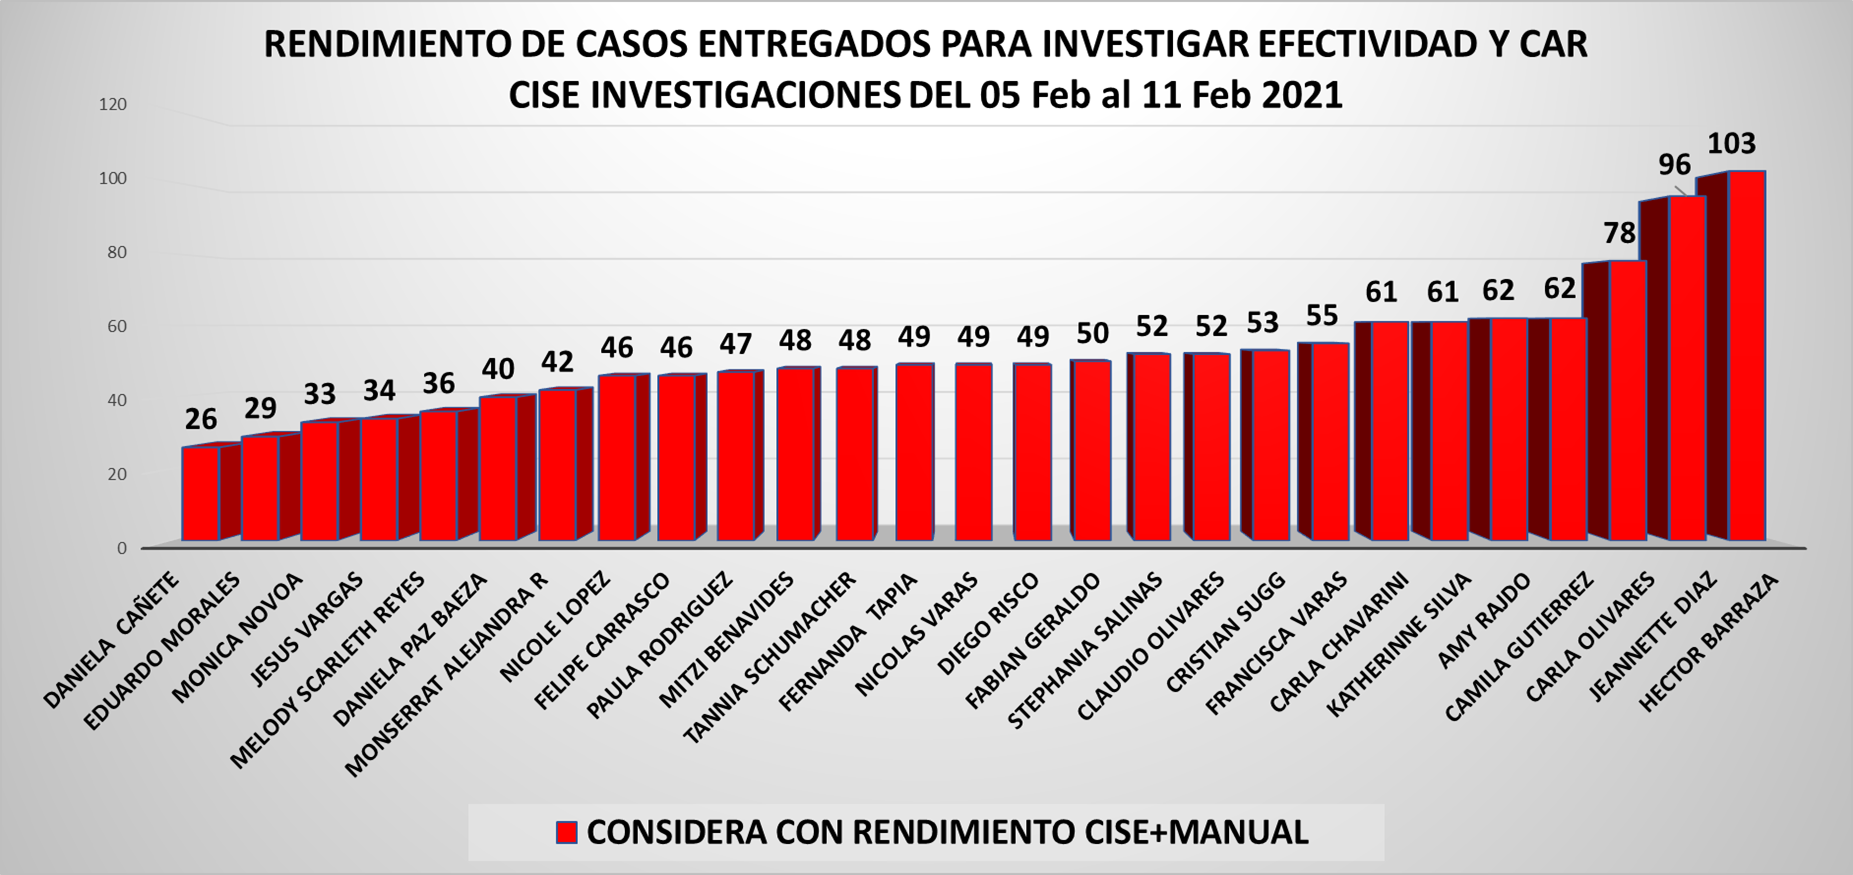 RENDIMIENTO DE CASOS ENTREGADOS PARA INVESTIGAR EFECTIVIDAD Y CAR
CISE INVESTIGACIONES DEL 05 Feb al 11 Feb 2021
120
100
80
60
40
20
0
26
29
33
34
36
40
42
46
46
47
48
48
49
49
49
50
52
52
53
55
61
61
62
62
78
96
103
DANIELA CAÑETE
EDUARDO MORALES
MONICA NOVOA
JESUS VARGAS
MELODY SCARLETH REYES
DANIELA PAZ BAEZA
MONSERRAT ALEJANDRA R
NICOLE LOPEZ
FELIPE CARRASCO
PAULA RODRIGUEZ
MITZI BENAVIDES
TANNIA SCHUMACHER
FERNANDA TAPIA
NICOLAS VARAS
DIEGO RISCO
FABIAN GERALDO
STEPHANIA SALINAS
CLAUDIO OLIVARES
CRISTIAN SUGG
FRANCISCA VARAS
CARLA CHAVARINI
KATHERINNE SILVA
AMY RAJDO
CAMILA GUTIERREZ
CARLA OLIVARES
JEANNETTE DIAZ
HECTOR BARRAZA
CONSIDERA CON RENDIMIENTO CISE+MANUAL